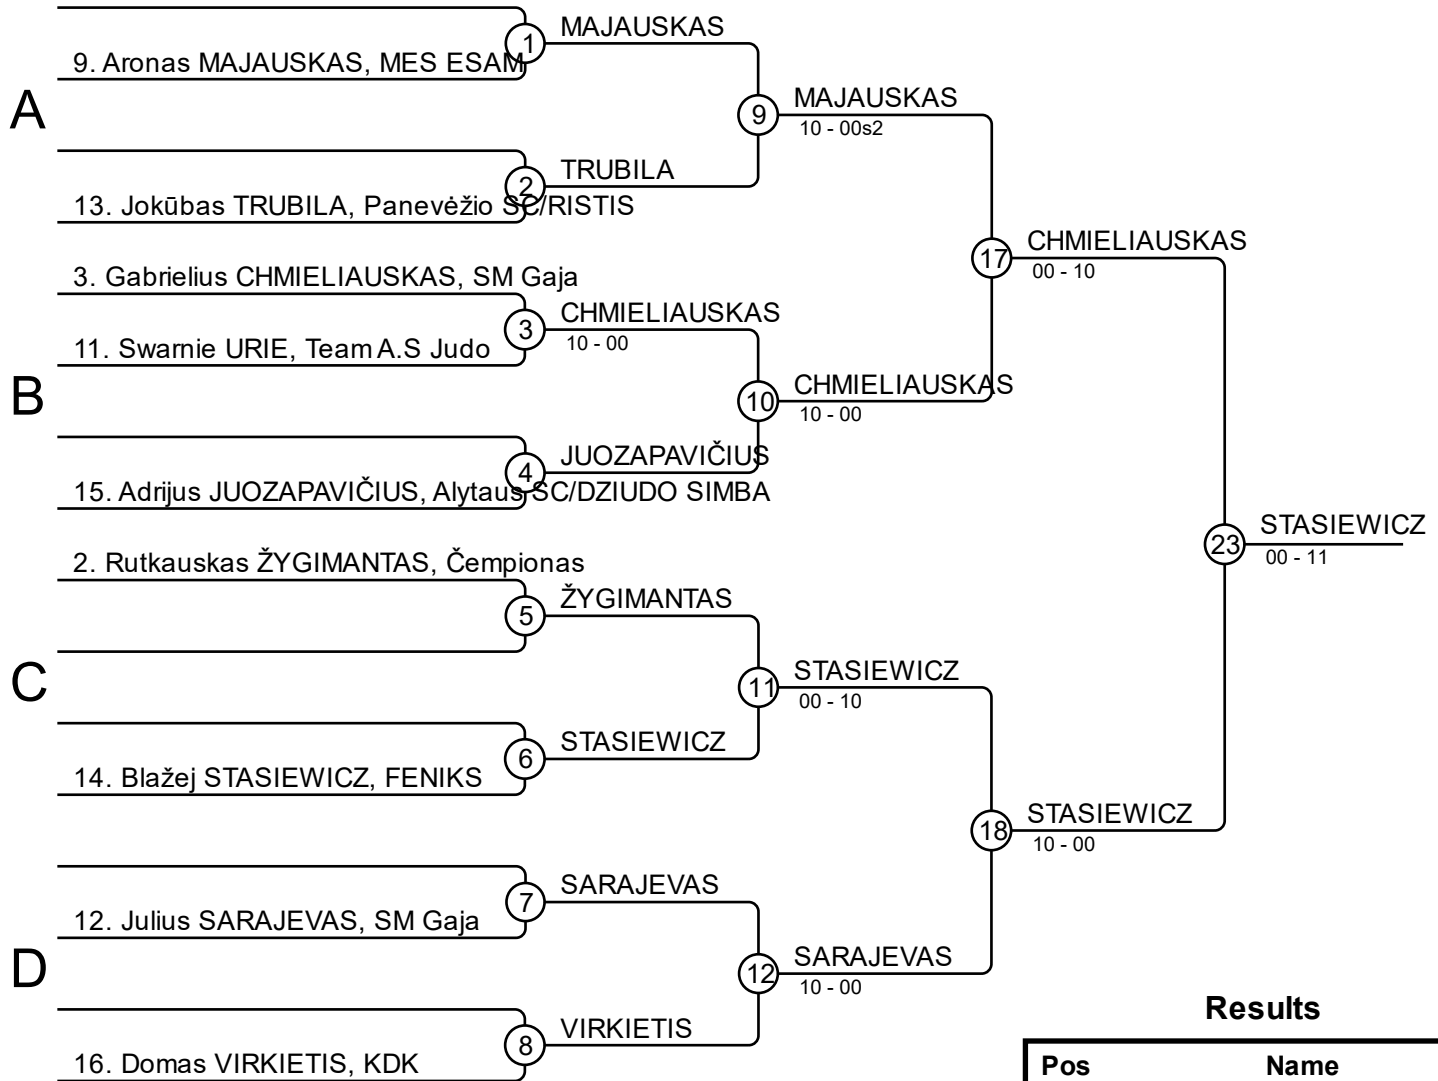 MAJAUSKAS
1
9. Aronas MAJAUSKAS, MES ESAM
A
MAJAUSKAS
9
10 - 00s2
TRUBILA
2
13. Jokūbas TRUBILA, Panevėžio SC/RISTIS
CHMIELIAUSKAS
17
00 - 10
3. Gabrielius CHMIELIAUSKAS, SM Gaja
CHMIELIAUSKAS
3
10 - 00
11. Swarnie URIE, Team A.S Judo
B
CHMIELIAUSKAS
10
10 - 00
JUOZAPAVIČIUS
4
15. Adrijus JUOZAPAVIČIUS, Alytaus SC/DZIUDO SIMBA
STASIEWICZ
23
00 - 11
2. Rutkauskas ŽYGIMANTAS, Čempionas
ŽYGIMANTAS
5
C
STASIEWICZ
11
00 - 10
STASIEWICZ
6
14. Blažej STASIEWICZ, FENIKS
STASIEWICZ
18
10 - 00
SARAJEVAS
7
12. Julius SARAJEVAS, SM Gaja
D
SARAJEVAS
12
10 - 00
VIRKIETIS
8
16. Domas VIRKIETIS, KDK
Results
Pos Name